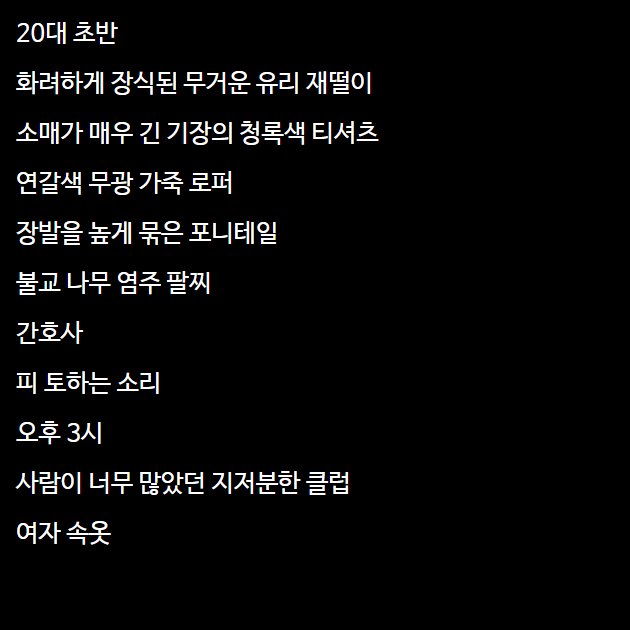 20대 초반
화려하게 장식된 무거운 유리 재떨이
소매가 매우 긴 기장의 청록색 티셔츠
연갈색 무광 가죽 로퍼
장발을 높게 묶은 포니테일
불교 나무 염주 팔찌
간호사
피 토하는 소리
오후 3시
사람이 너무 많았던 지저분한 클럽
여자 속옷